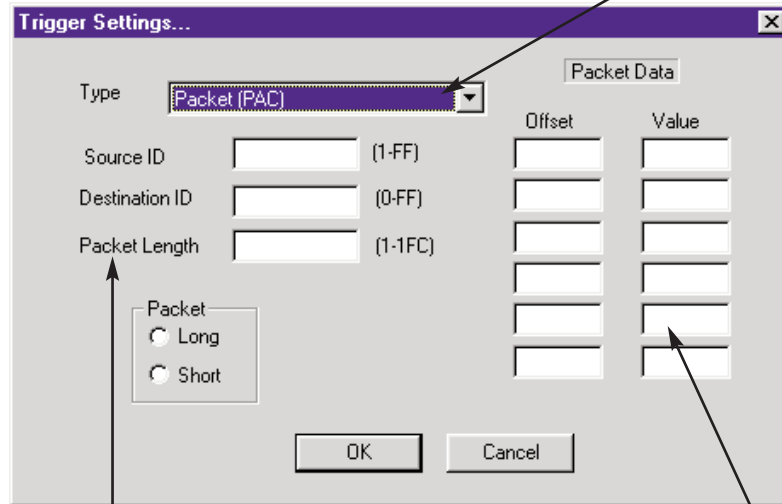 Trigger Settings...
Type
Packet (PAC)
Source ID (1-FF)
Destination ID (0-FF)
Packet Length (1-1FC)
Packet
Long
Short
Packet Data
Offset Value
OK Cancel